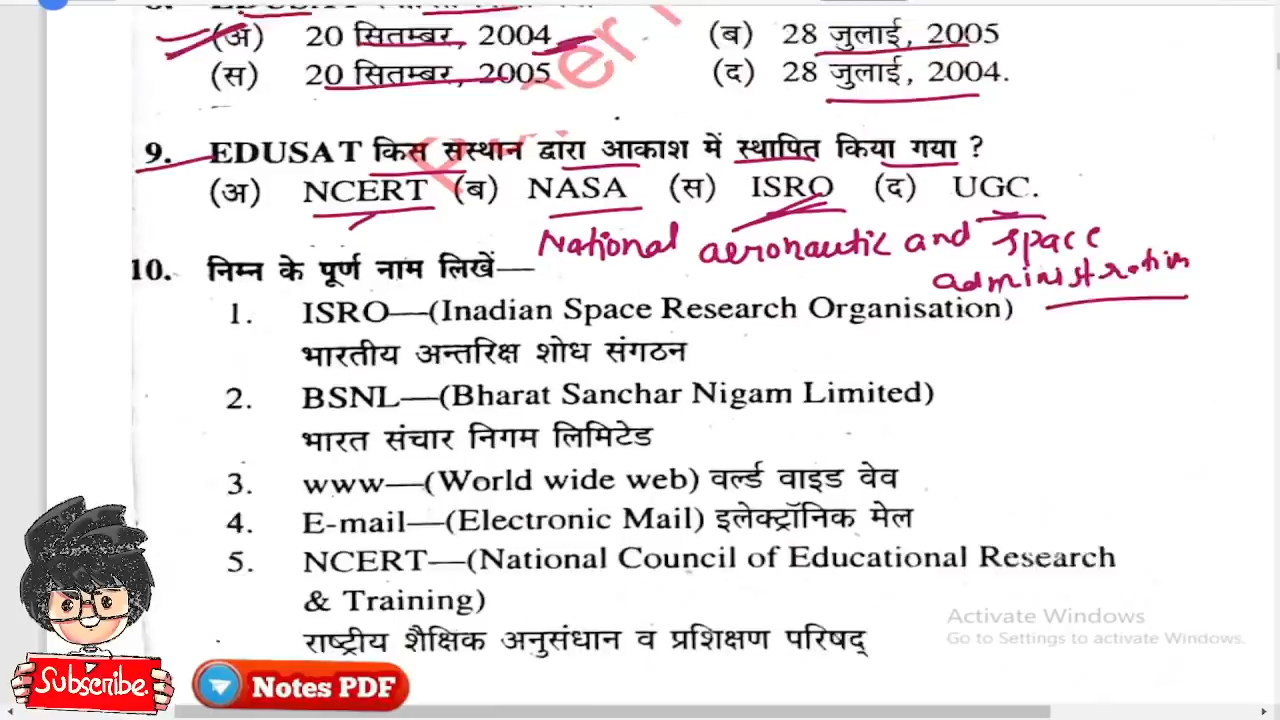 (अ) 20 सितम्बर, 2004 (ब) 28 जुलाई, 2005
(स) 20 सितम्बर, 2005 (द) 28 जुलाई, 2004.
9. EDUSAT किस संस्थान द्वारा आकाश में स्थापित किया गया ?
(अ) NCERT (ब) NASA (स) ISRO (द) UGC.
National aeronautic and space
administration
10. निम्न के पूर्ण नाम लिखें—
1. ISRO—(Inadian Space Research Organisation)
भारतीय अन्तरिक्ष शोध संगठन
2. BSNL—(Bharat Sanchar Nigam Limited)
भारत संचार निगम लिमिटेड
3. www—(World wide web) वर्ल्ड वाइड वेव
4. E-mail—(Electronic Mail) इलेक्ट्रॉनिक मेल
5. NCERT—(National Council of Educational Research
& Training)
राष्ट्रीय शैक्षिक अनुसंधान व प्रशिक्षण परिषद्
Activate Windows
Go to Settings to activate Windows.
Subscribe.
Notes PDF